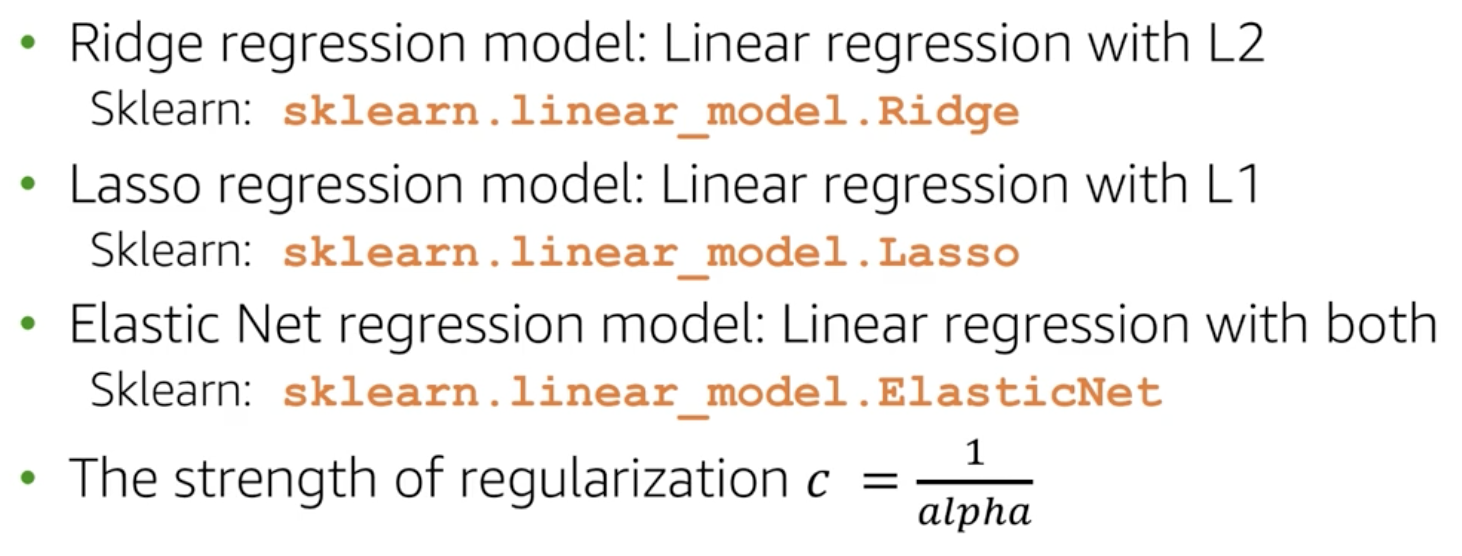 • Ridge regression model: Linear regression with L2
Sklearn: sklearn.linear_model.Ridge
• Lasso regression model: Linear regression with L1
Sklearn: sklearn.linear_model.Lasso
• Elastic Net regression model: Linear regression with both
Sklearn: sklearn.linear_model.ElasticNet
• The strength of regularization c = 1/alpha